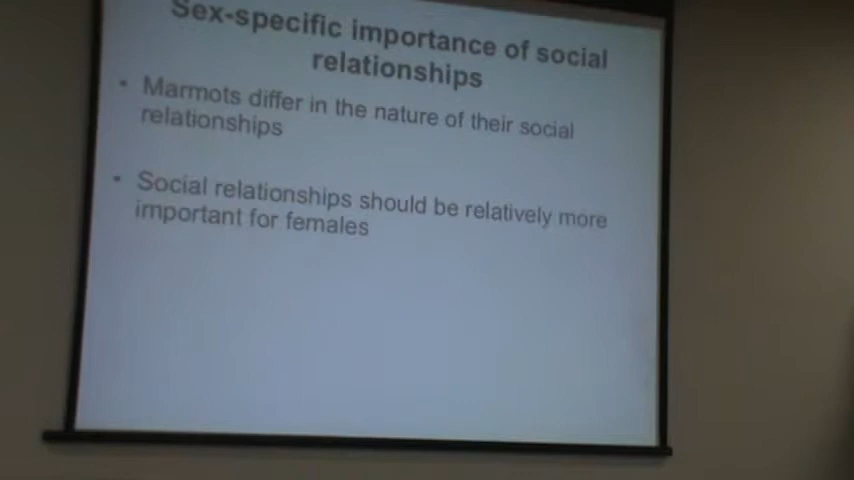 Sex-specific importance of social
relationships
• Marmots differ in the nature of their social
relationships
• Social relationships should be relatively more
important for females